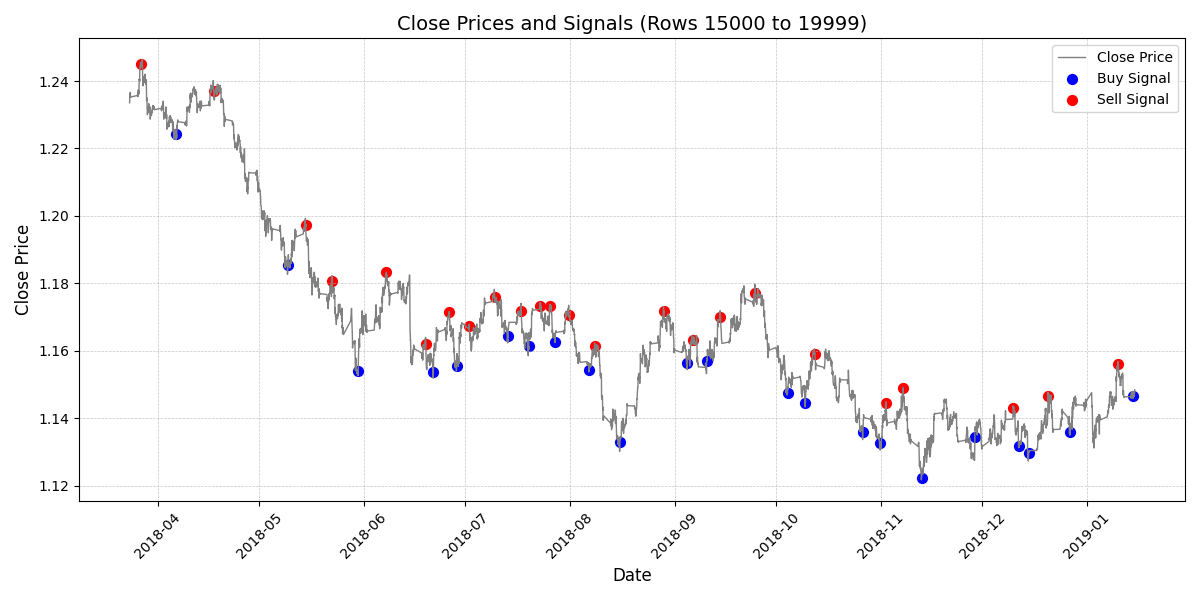 Close Prices and Signals (Rows 15000 to 19999)
Close Price
Buy Signal
Sell Signal
Close Price
1.24
1.22
1.20
1.18
1.16
1.14
1.12
2018-04
2018-05
2018-06
2018-07
2018-08
2018-09
2018-10
2018-11
2018-12
2019-01
Date